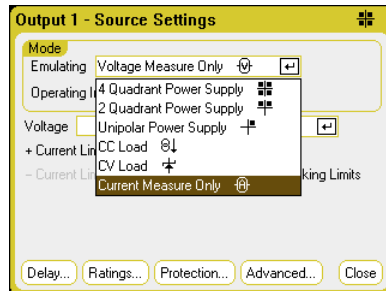 Output 1 - Source Settings
Mode
Emulating Voltage Measure Only
Operating I
4 Quadrant Power Supply
2 Quadrant Power Supply
Unipolar Power Supply
CC Load
CV Load
Current Measure Only
Voltage
+ Current Lim
- Current Lim
king Limits
Delay... Ratings... Protection... Advanced... Close